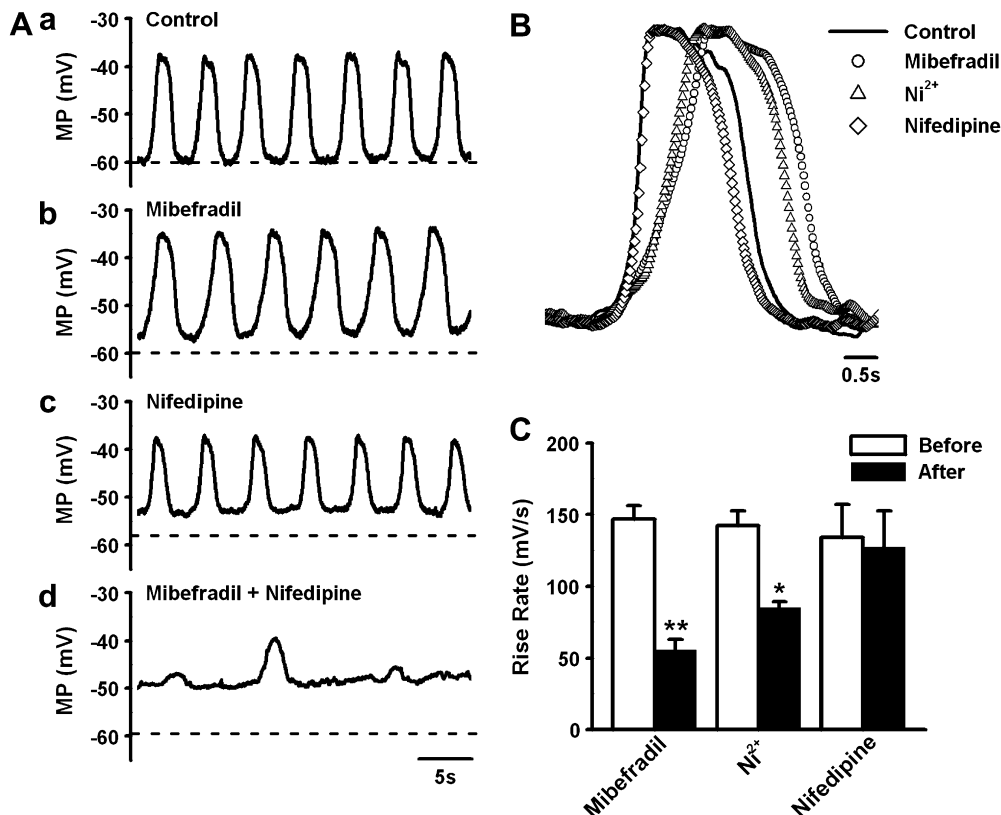 A
a
Control
-30
-40
-50
-60
MP (mV)
b
Mibefradil
-30
-40
-50
-60
MP (mV)
c
Nifedipine
-30
-40
-50
-60
MP (mV)
d
Mibefradil + Nifedipine
-30
-40
-50
-60
MP (mV)
5s
B
Control
Mibefradil
Ni²⁺
Nifedipine
0.5s
C
Before
After
200
150
100
50
0
Rise Rate (mV/s)
**
*
Mibefradil
Ni²⁺
Nifedipine